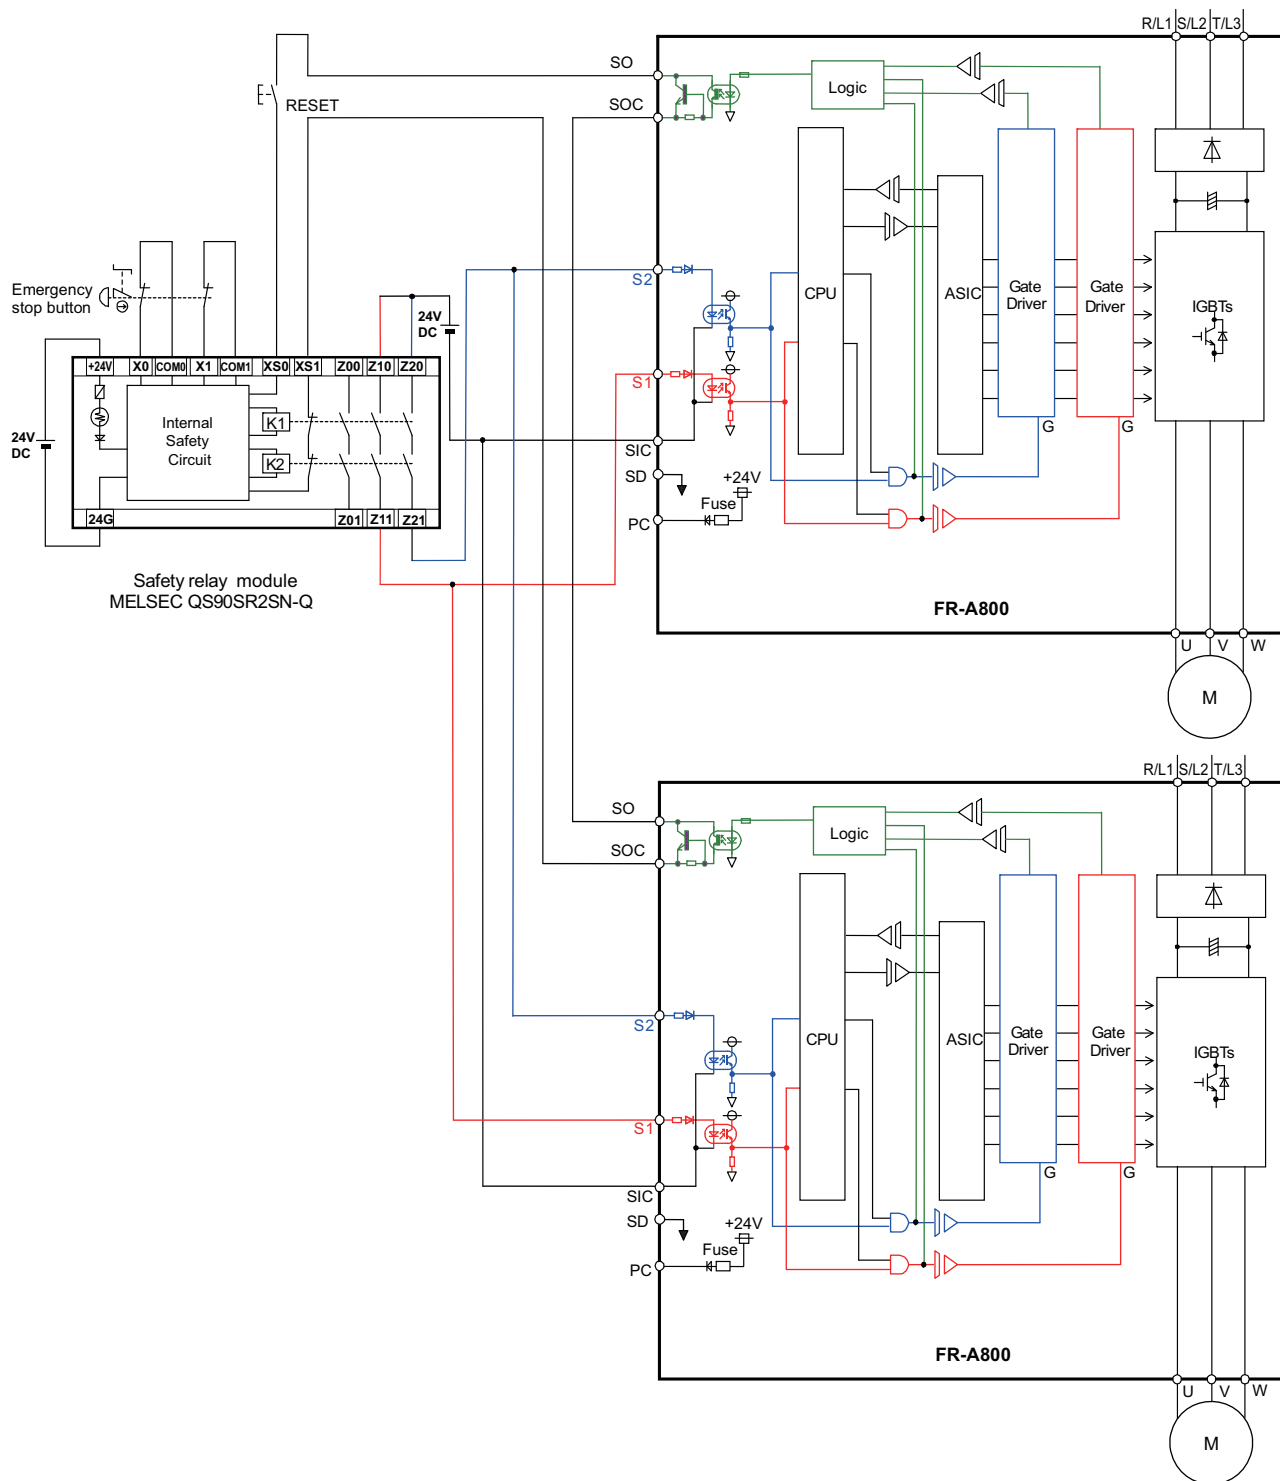 R/L1 S/L2 T/L3
SO
Logic
RESET
SOC
S2
CPU
ASIC
Gate
Driver
Gate
Driver
IGBTs
Emergency
stop button
24V
DC
+24V X0 COM0 X1 COM1 XS0 XS1 Z00 Z10 Z20
S1
Internal
Safety
Circuit
K1
K2
24V
DC
G
G
SIC
SD
+24V
Fuse
PC
24G Z01 Z11 Z21
Safety relay module
MELSEC QS90SR2SN-Q
FR-A800
U V W
M
R/L1 S/L2 T/L3
SO
Logic
SOC
S2
CPU
ASIC
Gate
Driver
Gate
Driver
IGBTs
S1
G
G
SIC
SD
+24V
Fuse
PC
FR-A800
U V W
M